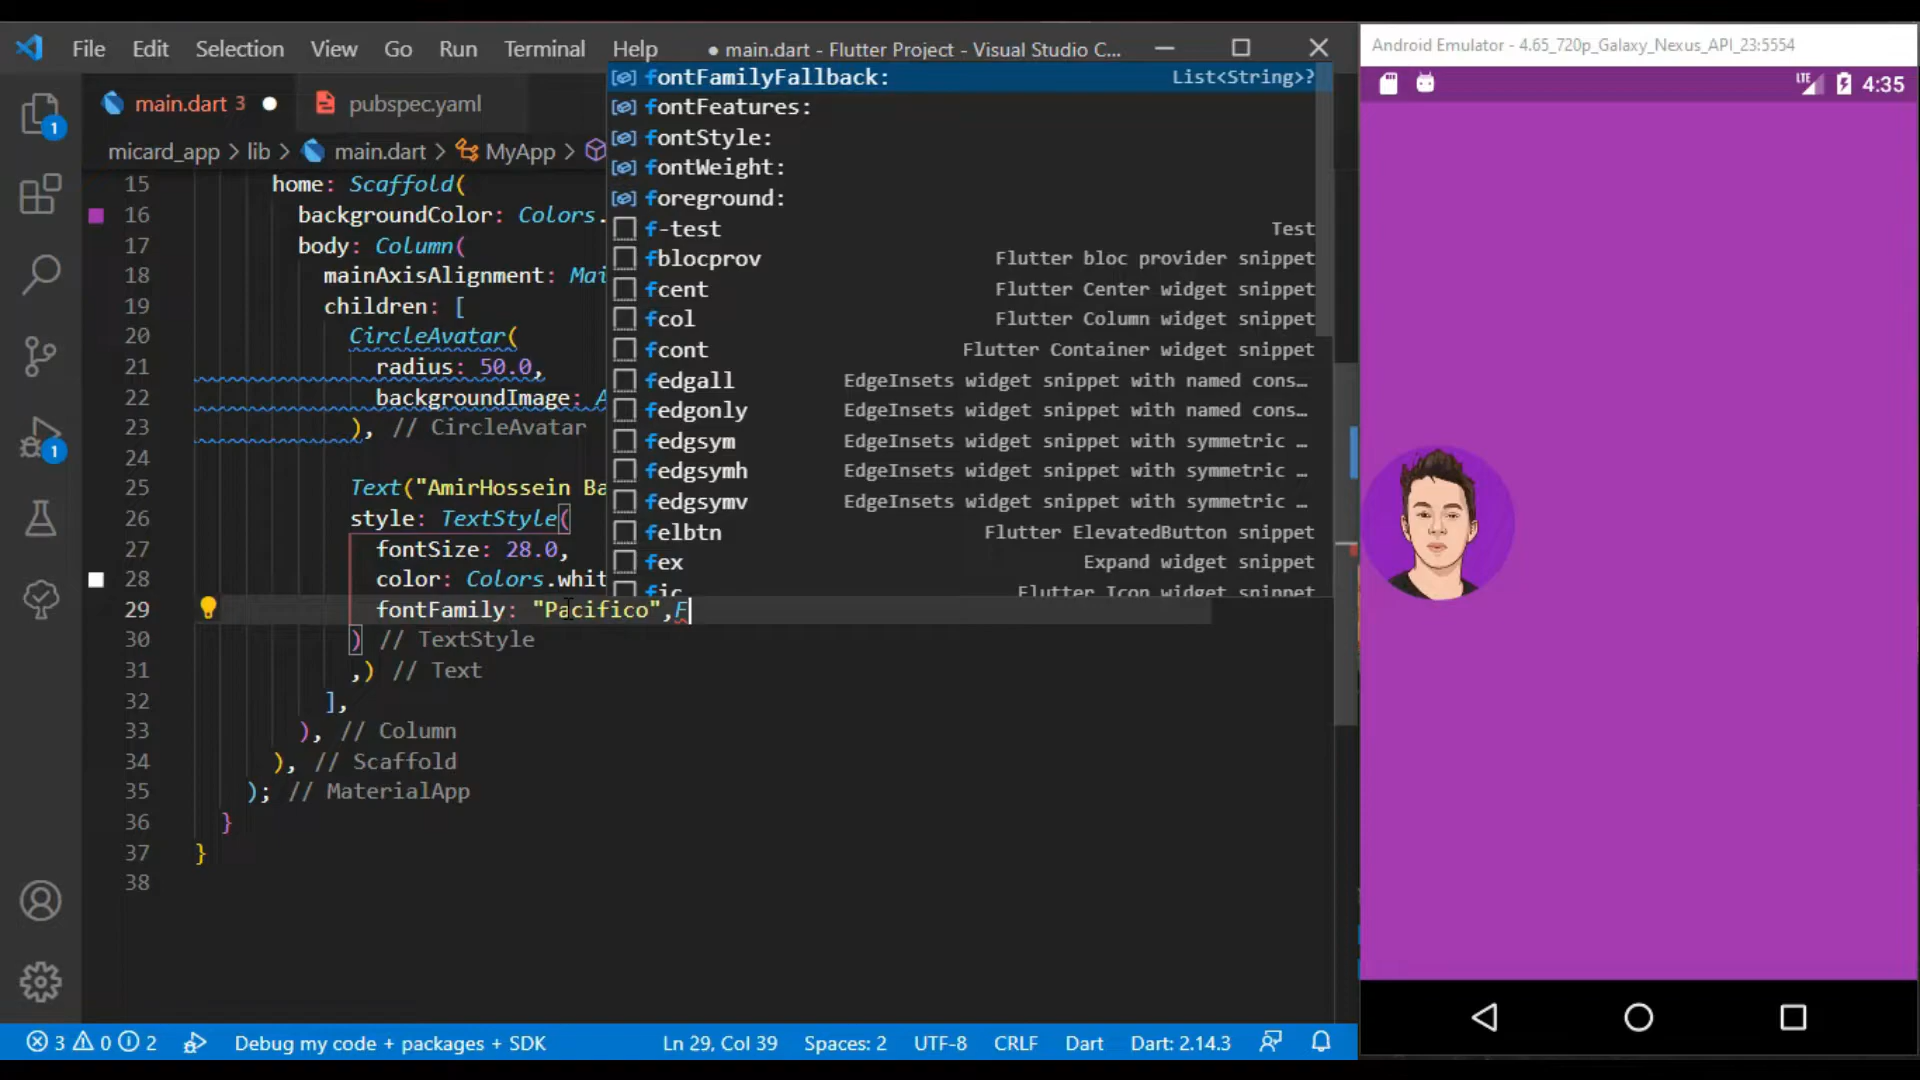 File Edit Selection View Go Run Terminal Help ● main.dart - Flutter Project - Visual Studio C...
main.dart 3 ● pubspec.yaml
micard_app > lib > main.dart > MyApp >
15 home: Scaffold(
16 backgroundColor: Colors.
17 body: Column(
18 mainAxisAlignment: Mai
19 children: [
20 CircleAvatar(
21 radius: 50.0,
22 backgroundImage: A
23 ), // CircleAvatar
24
25 Text("AmirHossein Ba
26 style: TextStyle(
27 fontSize: 28.0,
28 color: Colors.whit
29 fontFamily: "Pacifico",F
30 ) // TextStyle
31 ,) // Text
32 ],
33 ), // Column
34 ), // Scaffold
35 ); // MaterialApp
36 }
37 }
38
fontFamilyFallback: List<String>?
fontFeatures:
fontStyle:
fontWeight:
foreground:
f-test Test
fblocprov Flutter bloc provider snippet
fcent Flutter Center widget snippet
fcol Flutter Column widget snippet
fcont Flutter Container widget snippet
fedgall EdgeInsets widget snippet with named cons…
fedgonly EdgeInsets widget snippet with named cons…
fedgsym EdgeInsets widget snippet with symmetric …
fedgsymh EdgeInsets widget snippet with symmetric …
fedgsymv EdgeInsets widget snippet with symmetric …
felbtn Flutter ElevatedButton snippet
fex Expand widget snippet
fic Flutter Icon widget snippet
1
1
3 0 2 Debug my code + packages + SDK Ln 29, Col 39 Spaces: 2 UTF-8 CRLF Dart Dart: 2.14.3
Android Emulator - 4.65_720p_Galaxy_Nexus_API_23:5554
LTE 4:35